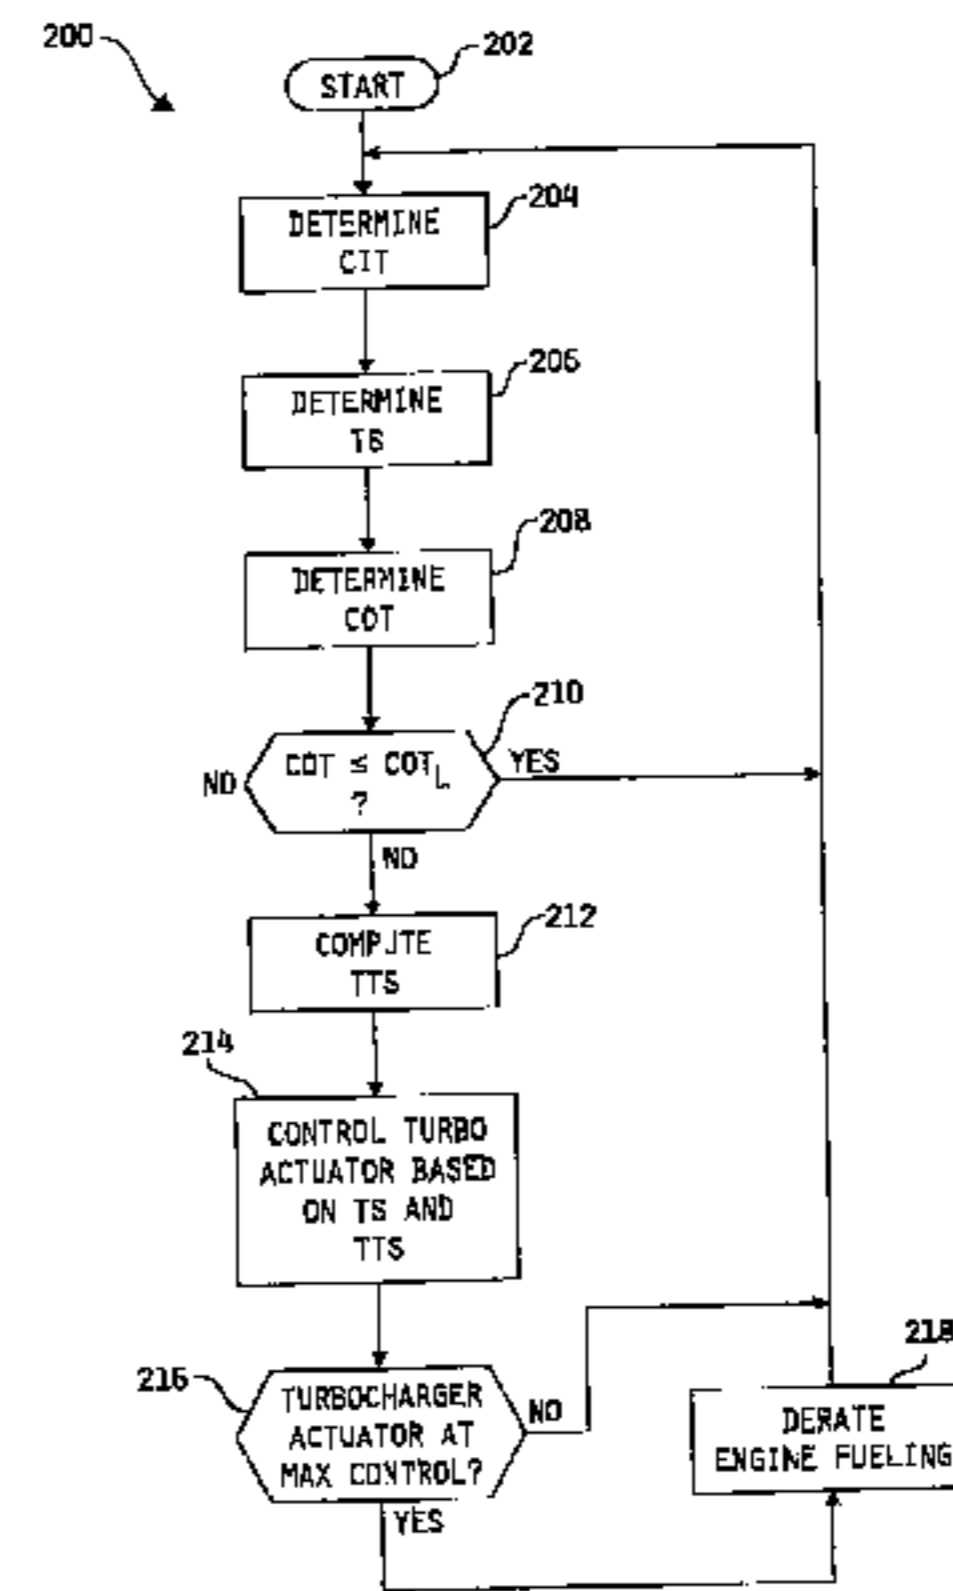 200
202
START
204
DETERMINE
CIT
206
DETERMINE
TS
208
DETERMINE
COT
210
COT ≤ COTL
?
YES
NO
NO
212
COMPUTE
TTS
214
CONTROL TURBO
ACTUATOR BASED
ON TS AND
TTS
216
TURBOCHARGER
ACTUATOR AT
MAX CONTROL?
NO
YES
218
DERATE
ENGINE FUELING